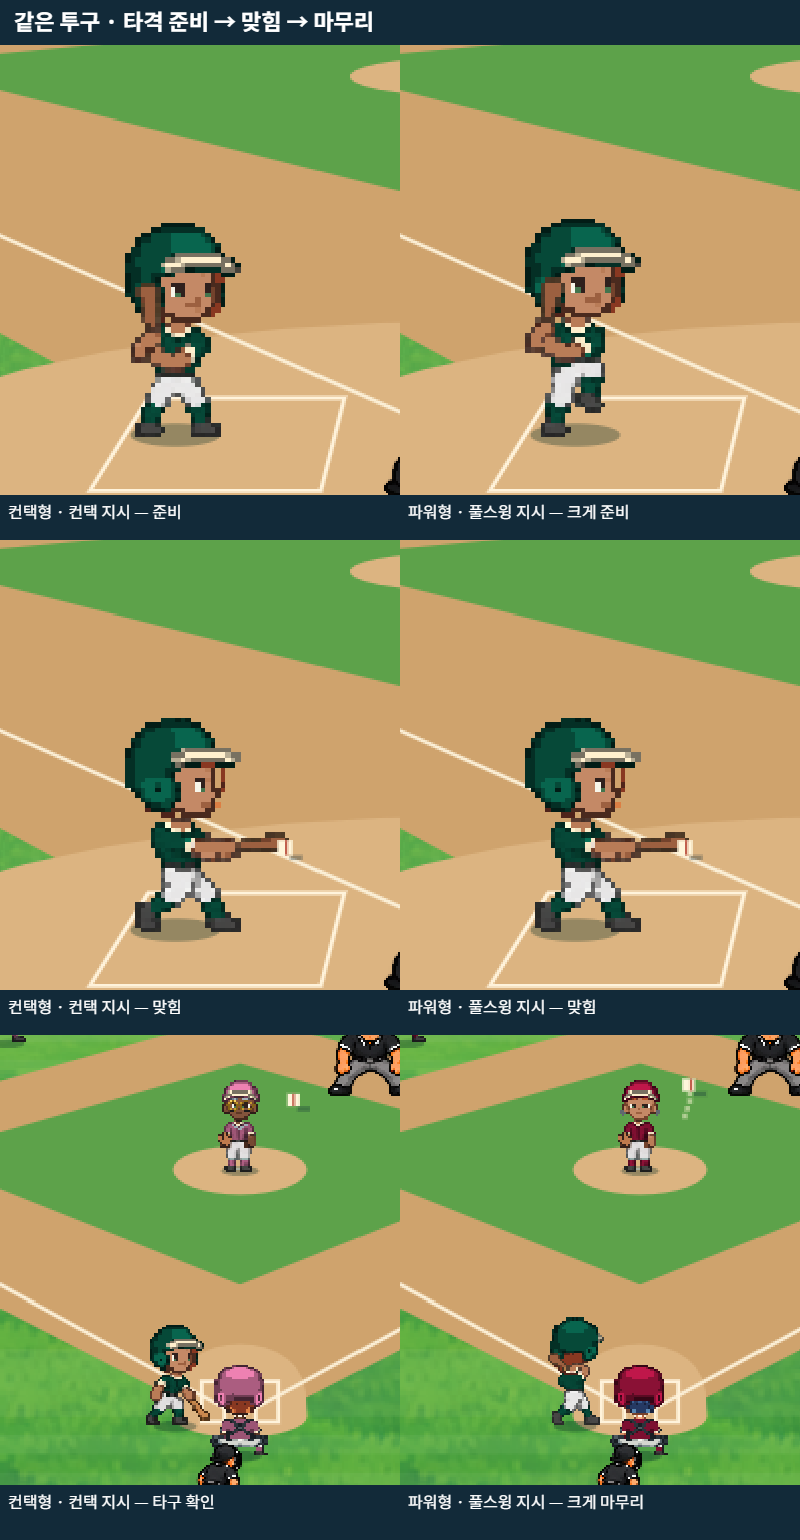 같은 투구 · 타격 준비 → 맞힘 → 마무리
컨택형 · 컨택 지시 — 준비
파워형 · 풀스윙 지시 — 크게 준비
컨택형 · 컨택 지시 — 맞힘
파워형 · 풀스윙 지시 — 맞힘
컨택형 · 컨택 지시 — 타구 확인
파워형 · 풀스윙 지시 — 크게 마무리